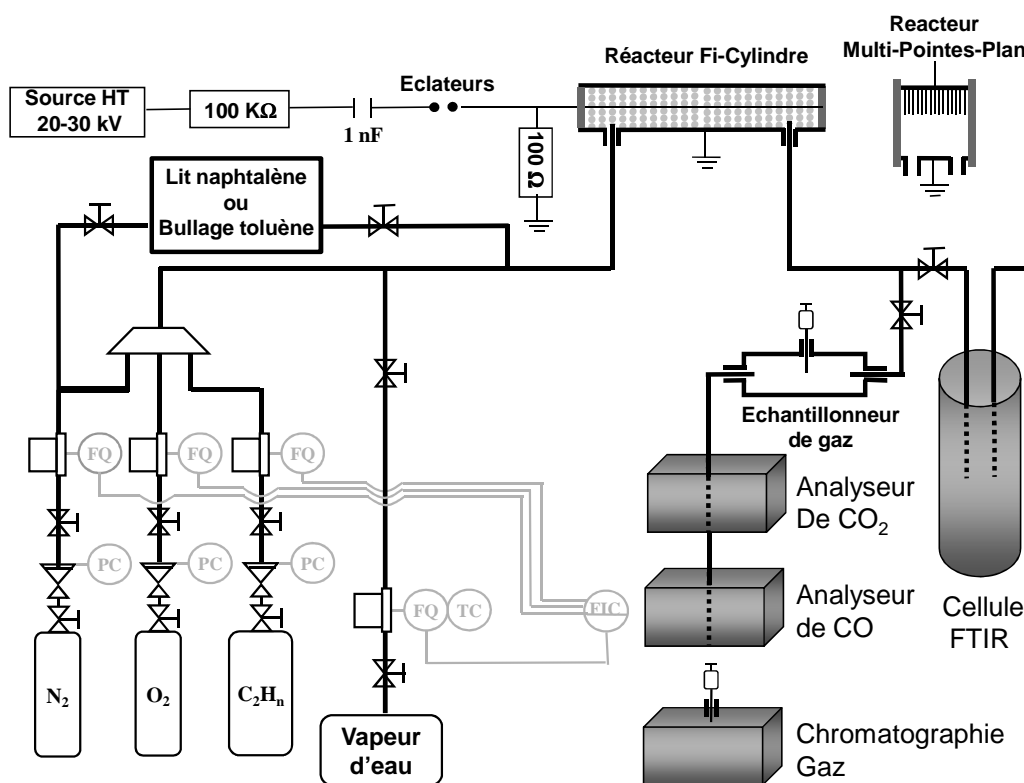 Reacteur
Multi-Pointes-Plan
Réacteur Fi-Cylindre
Eclateurs
Source HT
20-30 kV
100 KΩ
1 nF
100 Ω
Lit naphtalène
ou
Bullage toluène
Echantillonneur
de gaz
FQ
FQ
FQ
Analyseur
De CO₂
PC
PC
PC
FQ
TC
FIC
Analyseur
de CO
Cellule
FTIR
N₂
O₂
C₂Hₙ
Vapeur
d'eau
Chromatographie
Gaz